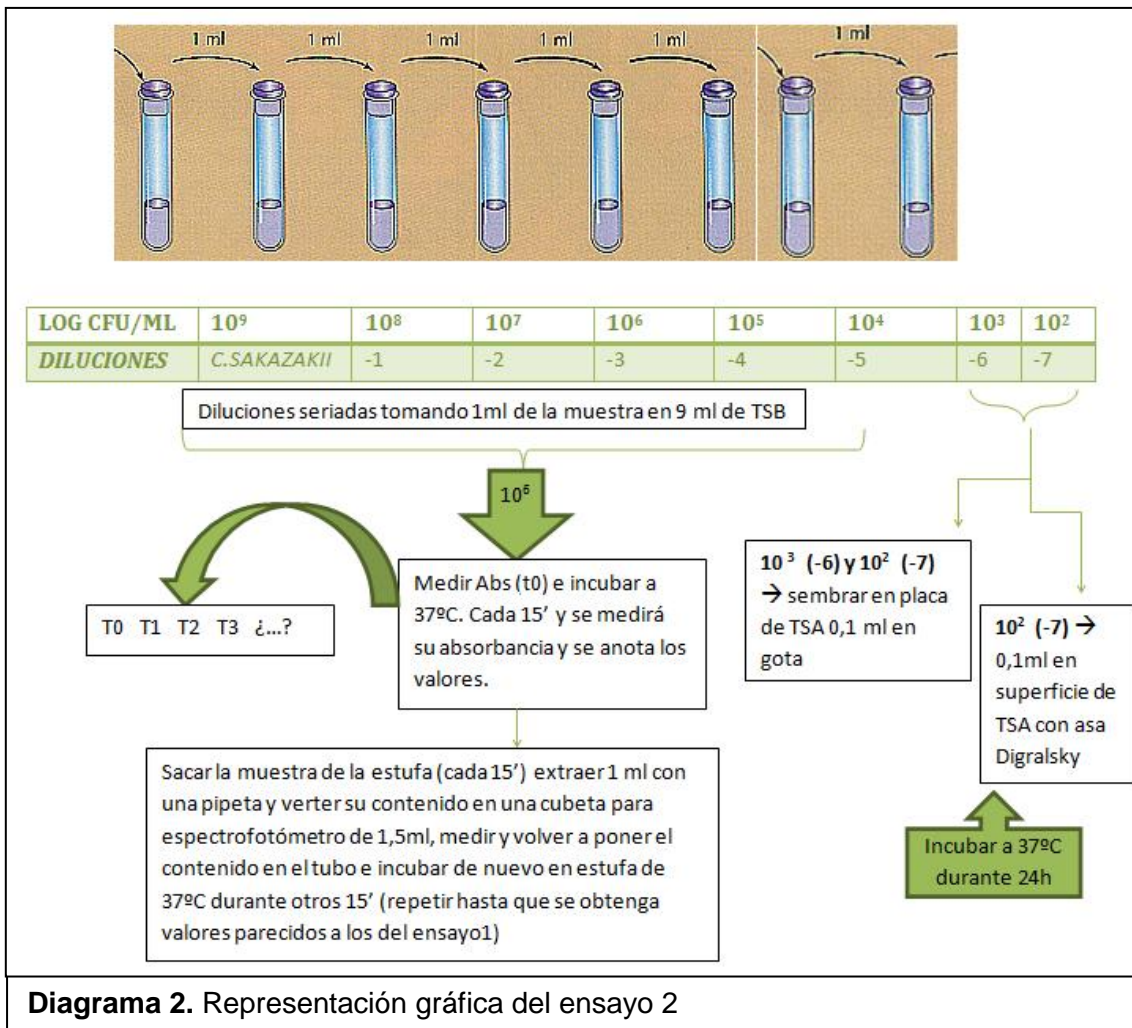 1 ml 1 ml 1 ml 1 ml 1 ml 1 ml
LOG CFU/ML 10⁹ 10⁸ 10⁷ 10⁶ 10⁵ 10⁴ 10³ 10²
DILUCIONES C.SAKAZAKII -1 -2 -3 -4 -5 -6 -7
Diluciones seriadas tomando 1ml de la muestra en 9 ml de TSB
10⁶
T0 T1 T2 T3 ¿...?
Medir Abs (t0) e incubar a
37ºC. Cada 15’ y se medirá
su absorbancia y se anota los
valores.
10 ³ (-6) y 10² (-7)
→ sembrar en placa
de TSA 0,1 ml en
gota
10² (-7) →
0,1ml en
superficie de
TSA con asa
Digralsky
Sacar la muestra de la estufa (cada 15’) extraer 1 ml con
una pipeta y verter su contenido en una cubeta para
espectrofotómetro de 1,5ml, medir y volver a poner el
contenido en el tubo e incubar de nuevo en estufa de
37ºC durante otros 15’ (repetir hasta que se obtenga
valores parecidos a los del ensayo1)
Incubar a 37ºC
durante 24h
Diagrama 2. Representación gráfica del ensayo 2